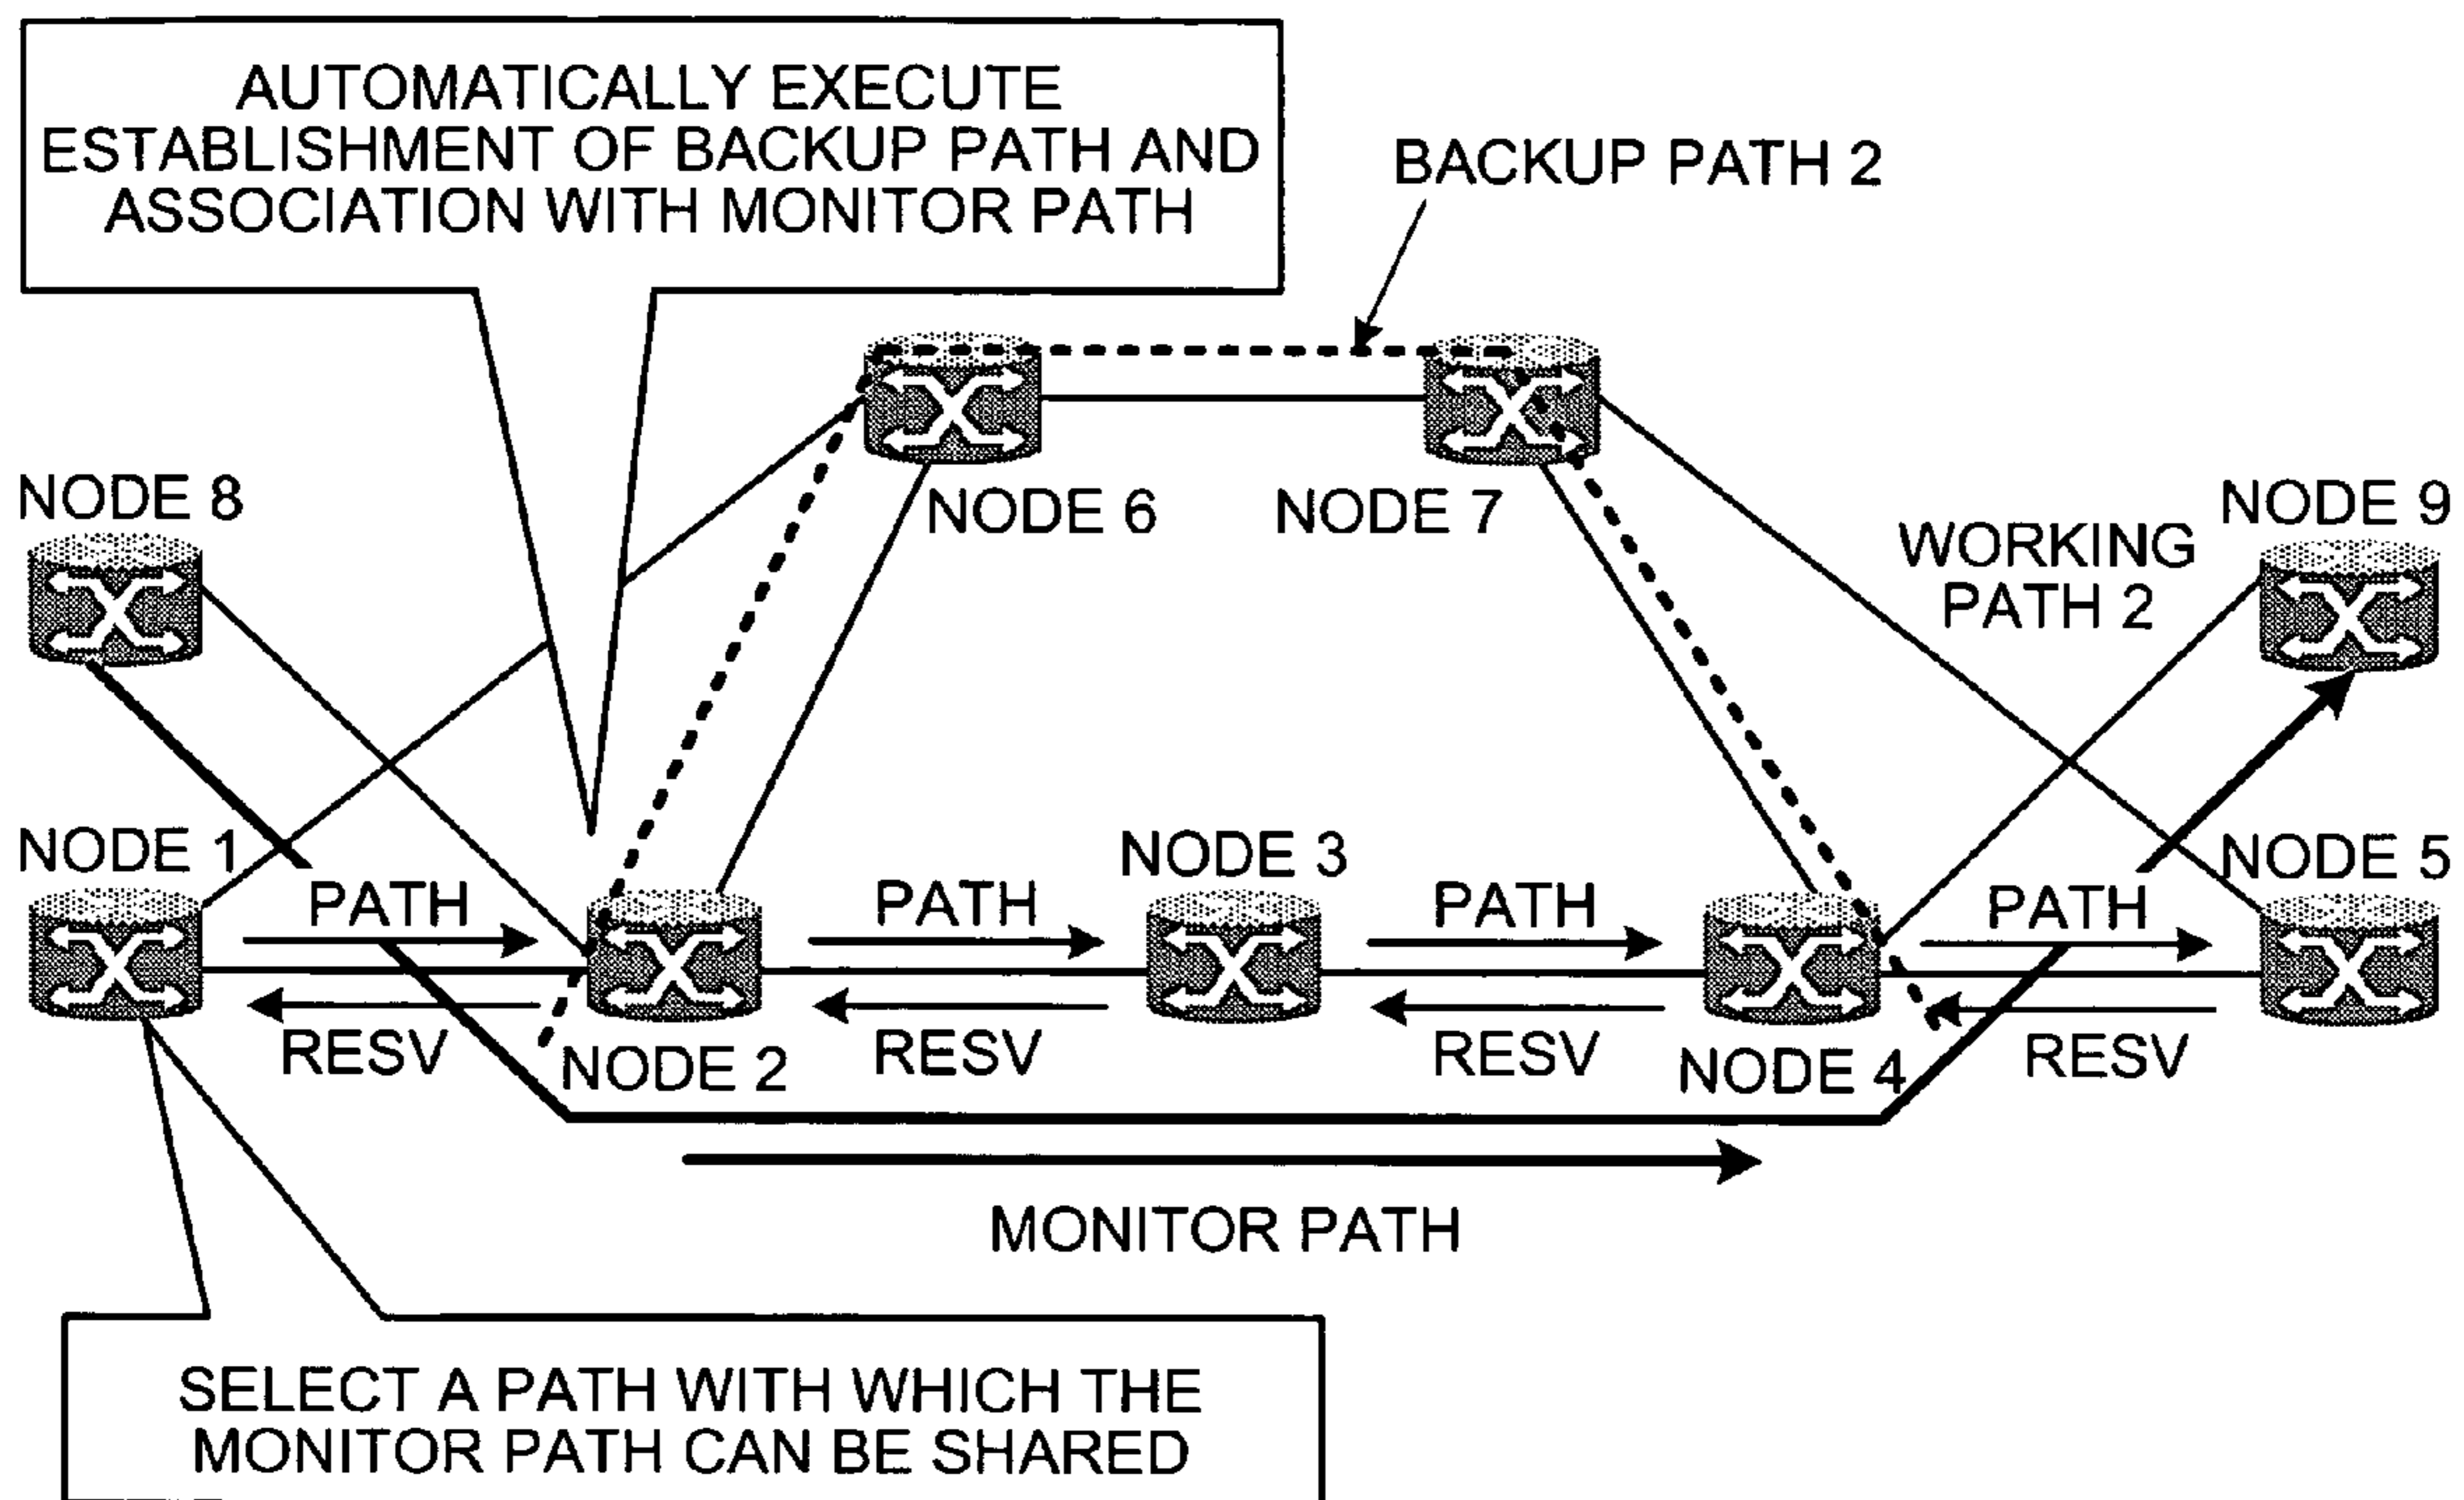 AUTOMATICALLY EXECUTE
ESTABLISHMENT OF BACKUP PATH AND
ASSOCIATION WITH MONITOR PATH
BACKUP PATH 2
NODE 8
NODE 6
NODE 7
NODE 9
WORKING
PATH 2
NODE 1
NODE 3
NODE 5
PATH
PATH
PATH
PATH
RESV
NODE 2
RESV
RESV
NODE 4
RESV
MONITOR PATH
SELECT A PATH WITH WHICH THE
MONITOR PATH CAN BE SHARED